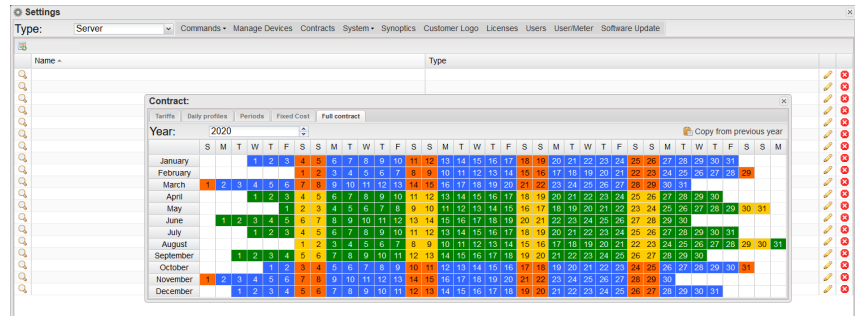 Settings
Type: Server Commands Manage Devices Contracts System Synoptics Customer Logo Licenses Users User/Meter Software Update
Name Type
Contract:
Tariffs Daily profiles Periods Fixed Cost Full contract
Year: 2020 Copy from previous year
S M T W T F S S M T W T F S S M T W T F S S M T W T F S S M T W T F S S M
January 1 2 3 4 5 6 7 8 9 10 11 12 13 14 15 16 17 18 19 20 21 22 23 24 25 26 27 28 29 30 31
February 1 2 3 4 5 6 7 8 9 10 11 12 13 14 15 16 17 18 19 20 21 22 23 24 25 26 27 28 29
March 1 2 3 4 5 6 7 8 9 10 11 12 13 14 15 16 17 18 19 20 21 22 23 24 25 26 27 28 29 30 31
April 1 2 3 4 5 6 7 8 9 10 11 12 13 14 15 16 17 18 19 20 21 22 23 24 25 26 27 28 29 30
May 1 2 3 4 5 6 7 8 9 10 11 12 13 14 15 16 17 18 19 20 21 22 23 24 25 26 27 28 29 30 31
June 1 2 3 4 5 6 7 8 9 10 11 12 13 14 15 16 17 18 19 20 21 22 23 24 25 26 27 28 29 30
July 1 2 3 4 5 6 7 8 9 10 11 12 13 14 15 16 17 18 19 20 21 22 23 24 25 26 27 28 29 30 31
August 1 2 3 4 5 6 7 8 9 10 11 12 13 14 15 16 17 18 19 20 21 22 23 24 25 26 27 28 29 30 31
September 1 2 3 4 5 6 7 8 9 10 11 12 13 14 15 16 17 18 19 20 21 22 23 24 25 26 27 28 29 30
October 1 2 3 4 5 6 7 8 9 10 11 12 13 14 15 16 17 18 19 20 21 22 23 24 25 26 27 28 29 30 31
November 1 2 3 4 5 6 7 8 9 10 11 12 13 14 15 16 17 18 19 20 21 22 23 24 25 26 27 28 29 30
December 1 2 3 4 5 6 7 8 9 10 11 12 13 14 15 16 17 18 19 20 21 22 23 24 25 26 27 28 29 30 31